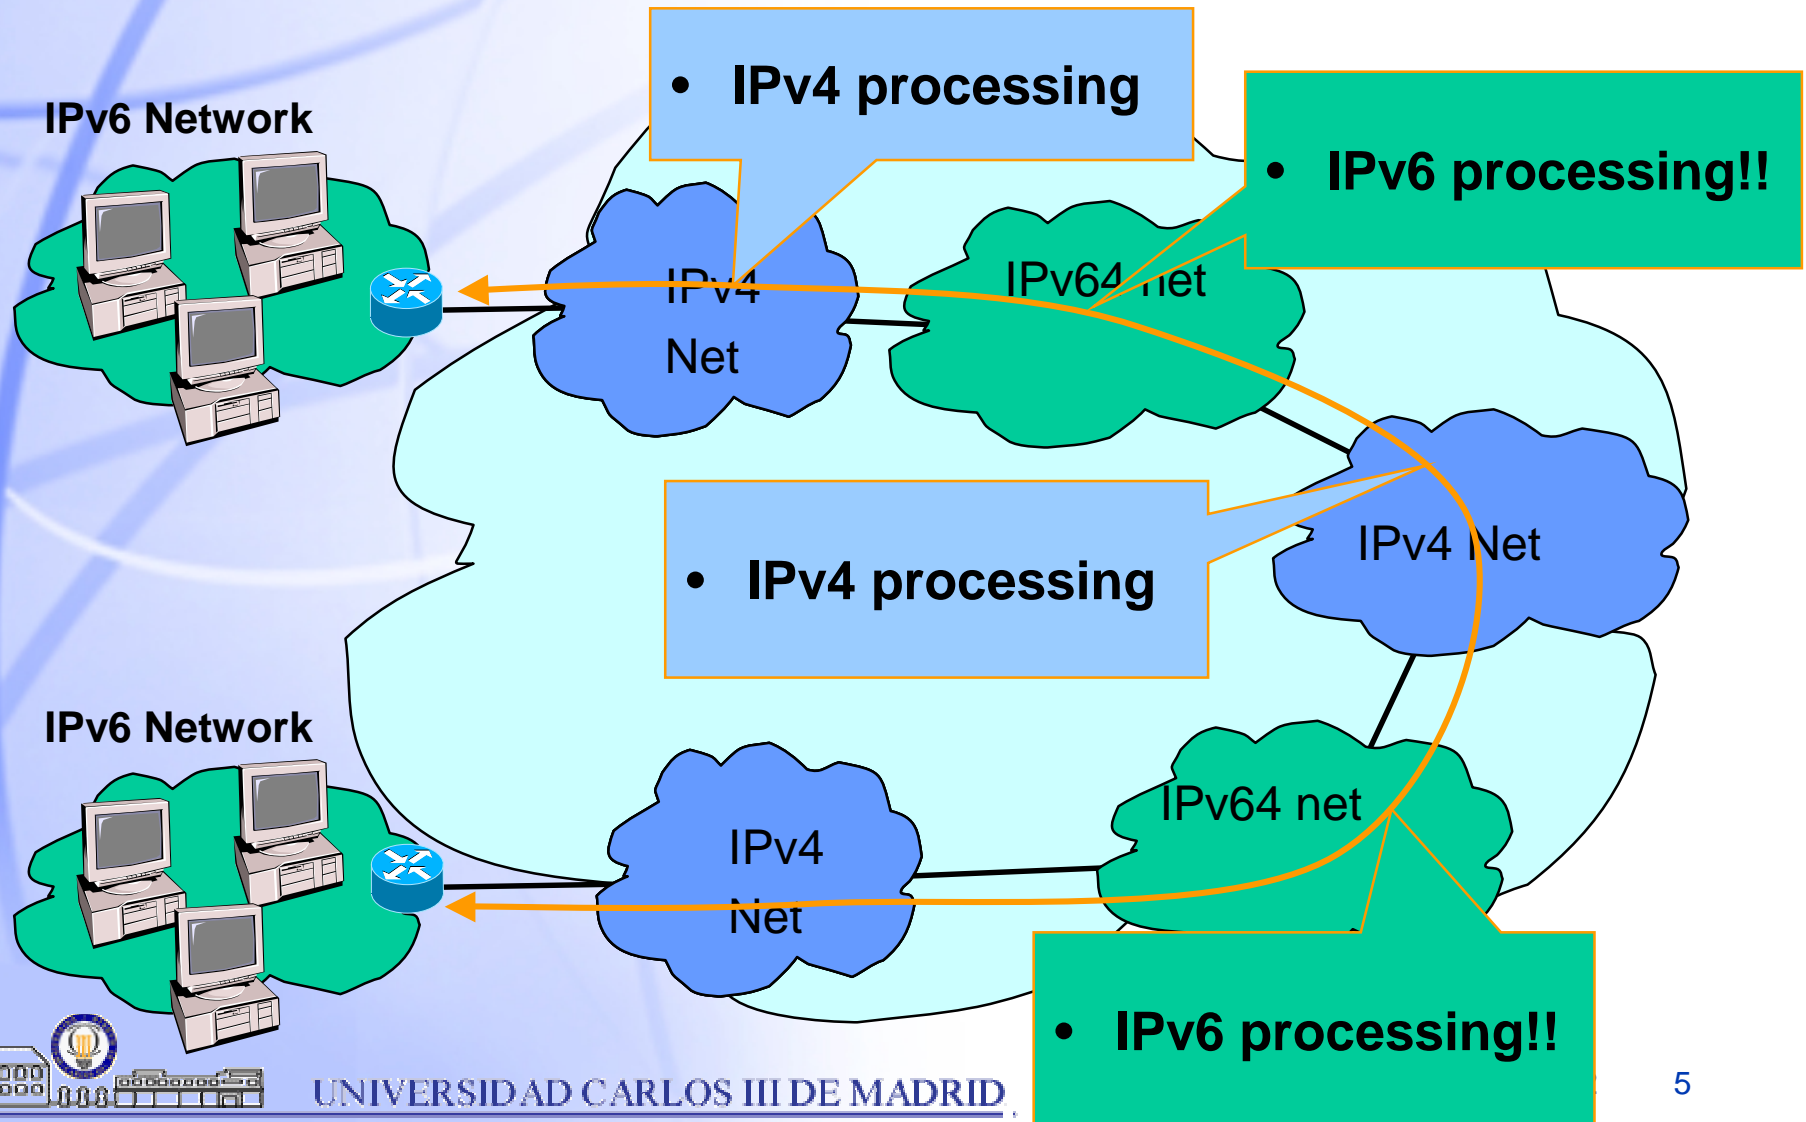 • IPv4 processing
IPv6 Network
• IPv6 processing!!
IPv4
Net
IPv64 net
IPv4 Net
• IPv4 processing
IPv6 Network
IPv64 net
IPv4
Net
• IPv6 processing!!
UNIVERSIDAD CARLOS III DE MADRID
5